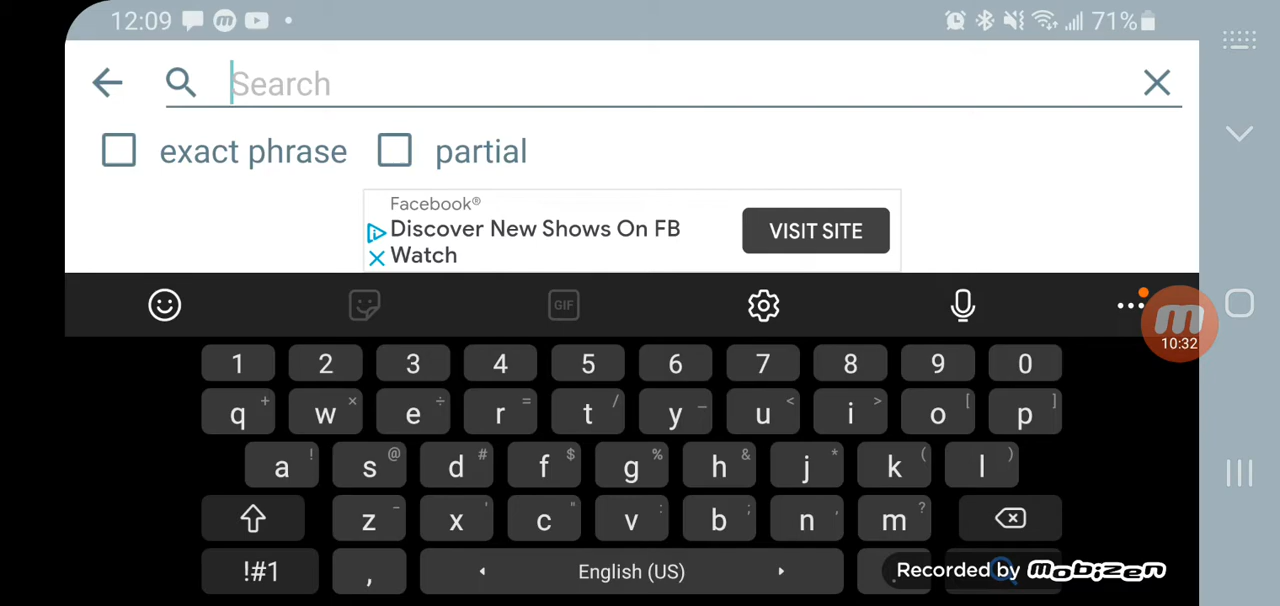 12:09 71%
Search
exact phrase partial
Facebook®
Discover New Shows On FB
Watch
VISIT SITE
GIF
10:32
1 2 3 4 5 6 7 8 9 0
q + w × e ÷ r = t / y _ u < i > o [ p ]
a ! s @ d # f $ g % h & j * k ( l )
z - x ' c " v : b ; n , m ?
!#1 , English (US) .
Recorded by mobizen